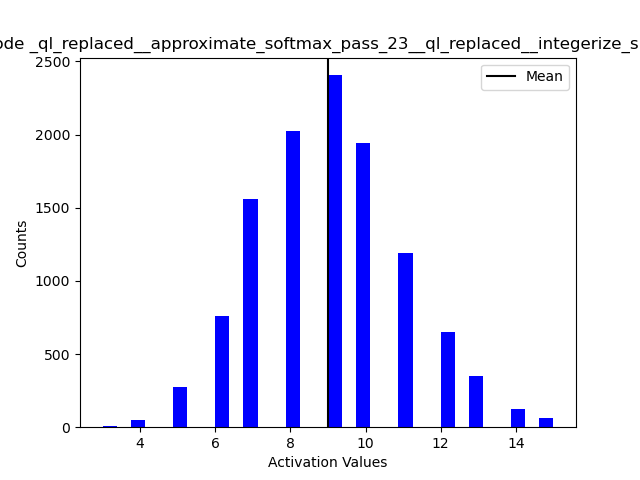 ode _ql_replaced__approximate_softmax_pass_23__ql_replaced__integerize_s
Mean
Counts
2500
2000
1500
1000
500
0
4 6 8 10 12 14
Activation Values